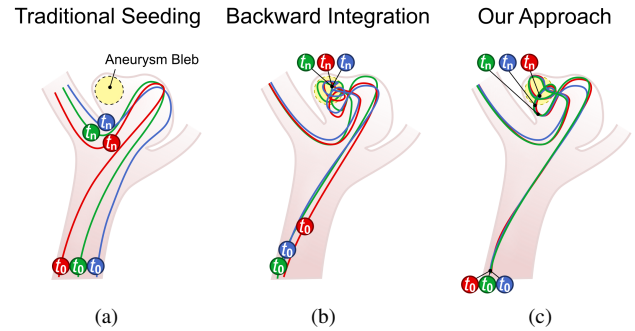 Traditional Seeding
Backward Integration
Our Approach
Aneurysm Bleb
tn tn tn
tn tn tn
tn
tn
tn
t0
t0
t0
t0 t0 t0
t0 t0 t0
(a)
(b)
(c)